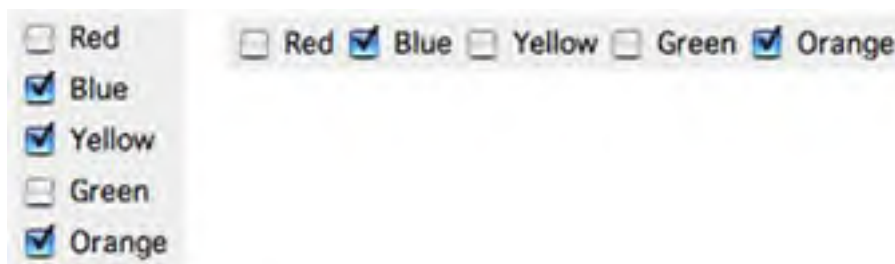 Red
Blue
Yellow
Green
Orange
Red Blue Yellow Green Orange